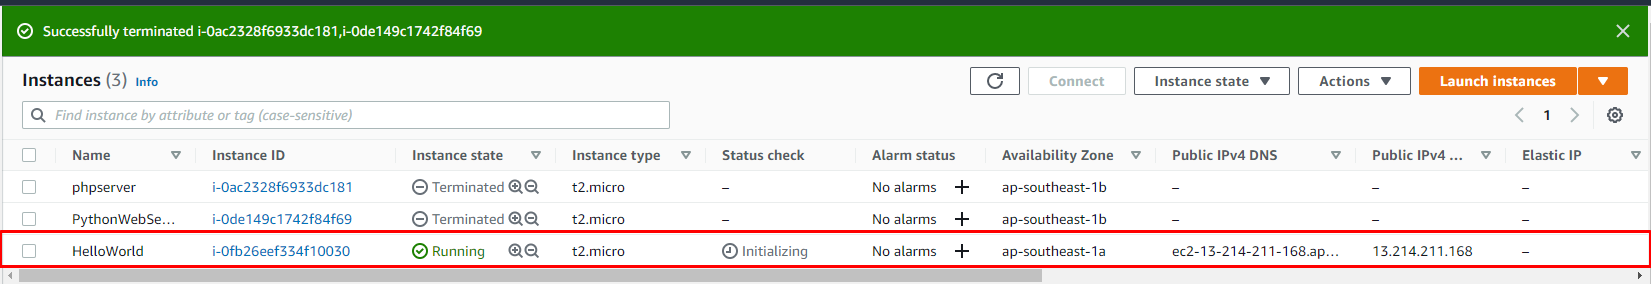 Successfully terminated i-0ac2328f6933dc181,i-0de149c1742f84f69
Instances (3) Info Connect Instance state Actions Launch instances
Find instance by attribute or tag (case-sensitive) 1
Name Instance ID Instance state Instance type Status check Alarm status Availability Zone Public IPv4 DNS Public IPv4 ... Elastic IP
phpserver i-0ac2328f6933dc181 Terminated t2.micro – No alarms + ap-southeast-1b – – –
PythonWebSe... i-0de149c1742f84f69 Terminated t2.micro – No alarms + ap-southeast-1b – – –
HelloWorld i-0fb26eef334f10030 Running t2.micro Initializing No alarms + ap-southeast-1a ec2-13-214-211-168.ap... 13.214.211.168 –